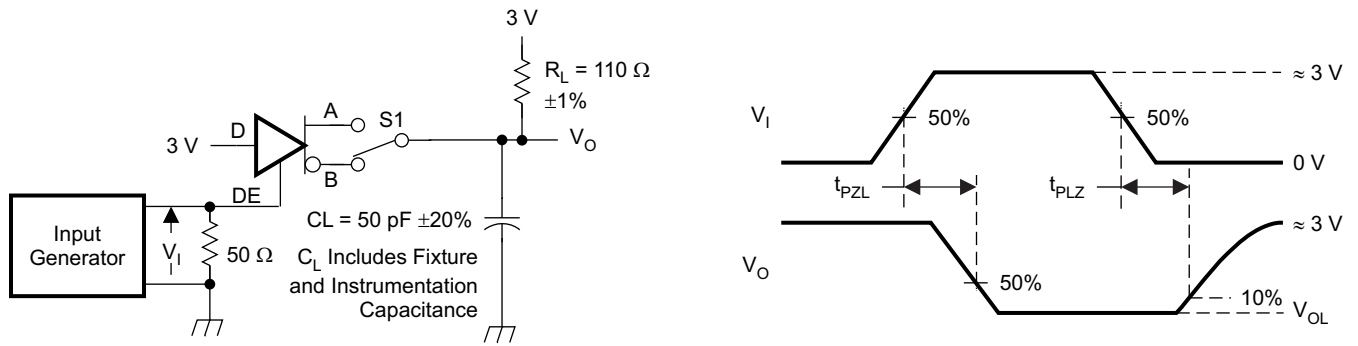 3 V
R_L = 110 Ω
±1%
A
S1
3 V
D
V_O
B
DE
Input
Generator
V_I
50 Ω
CL = 50 pF ±20%
C_L Includes Fixture
and Instrumentation
Capacitance
≈ 3 V
V_I
50%
50%
0 V
t_PZL
t_PLZ
≈ 3 V
V_O
50%
10%
V_OL